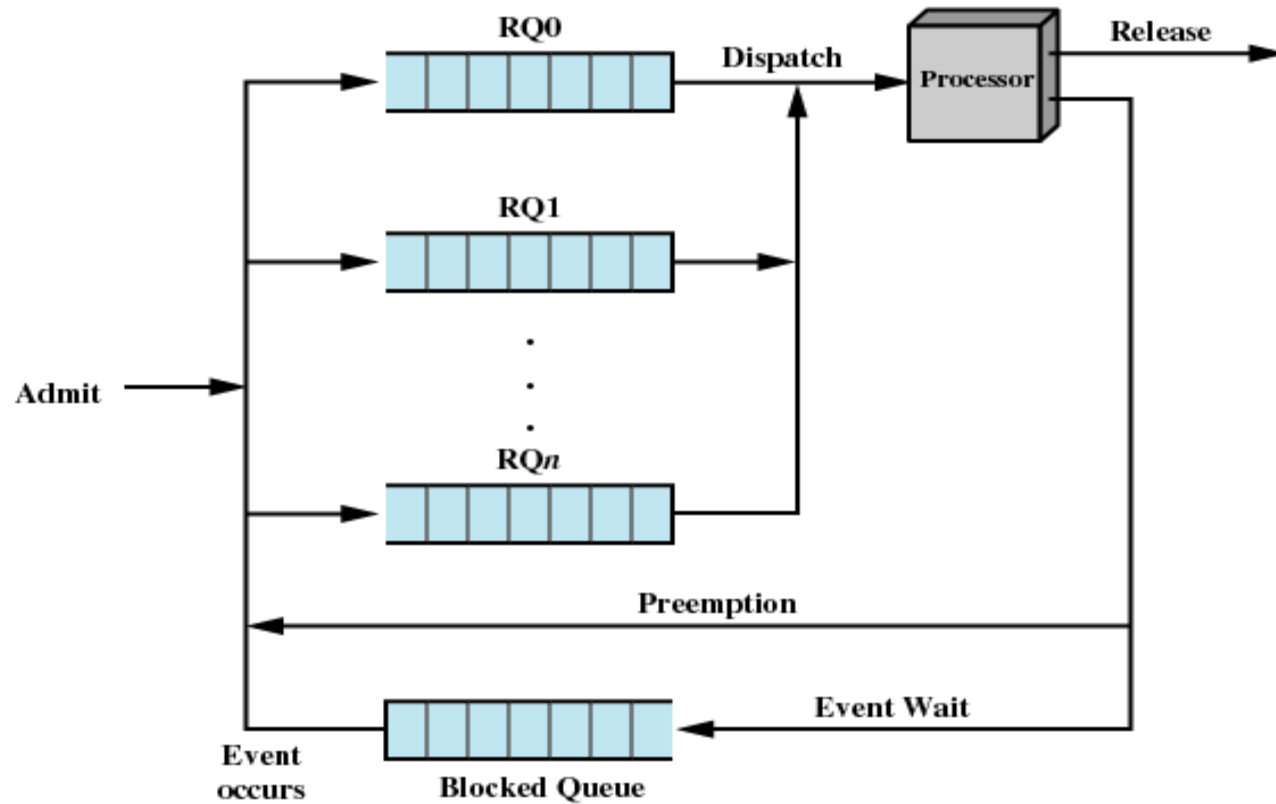 RQ0
Dispatch
Release
Processor
RQ1
Admit
RQn
Preemption
Event Wait
Event
occurs
Blocked Queue